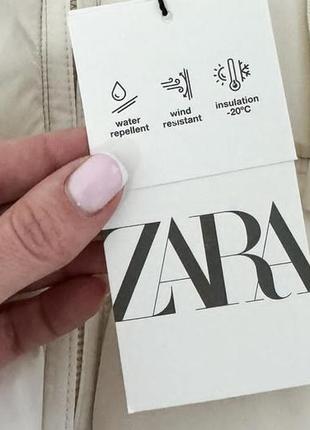 water
repellent
wind
resistant
insulation
-20°C
ZARA